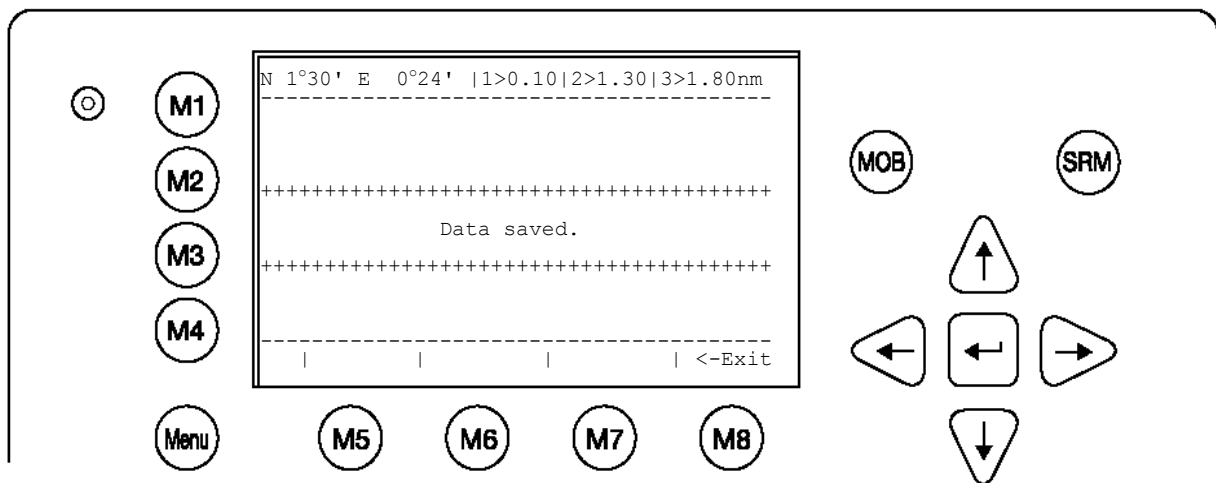 N 1°30' E  0°24' |1>0.10|2>1.30|3>1.80nm
----------------------------------------
M1
M2
MOB
SRM
++++++++++++++++++++++++++++++++++++++++
Data saved.
M3
++++++++++++++++++++++++++++++++++++++++
M4
----------------------------------------
| | | | <-Exit
Menu
M5
M6
M7
M8